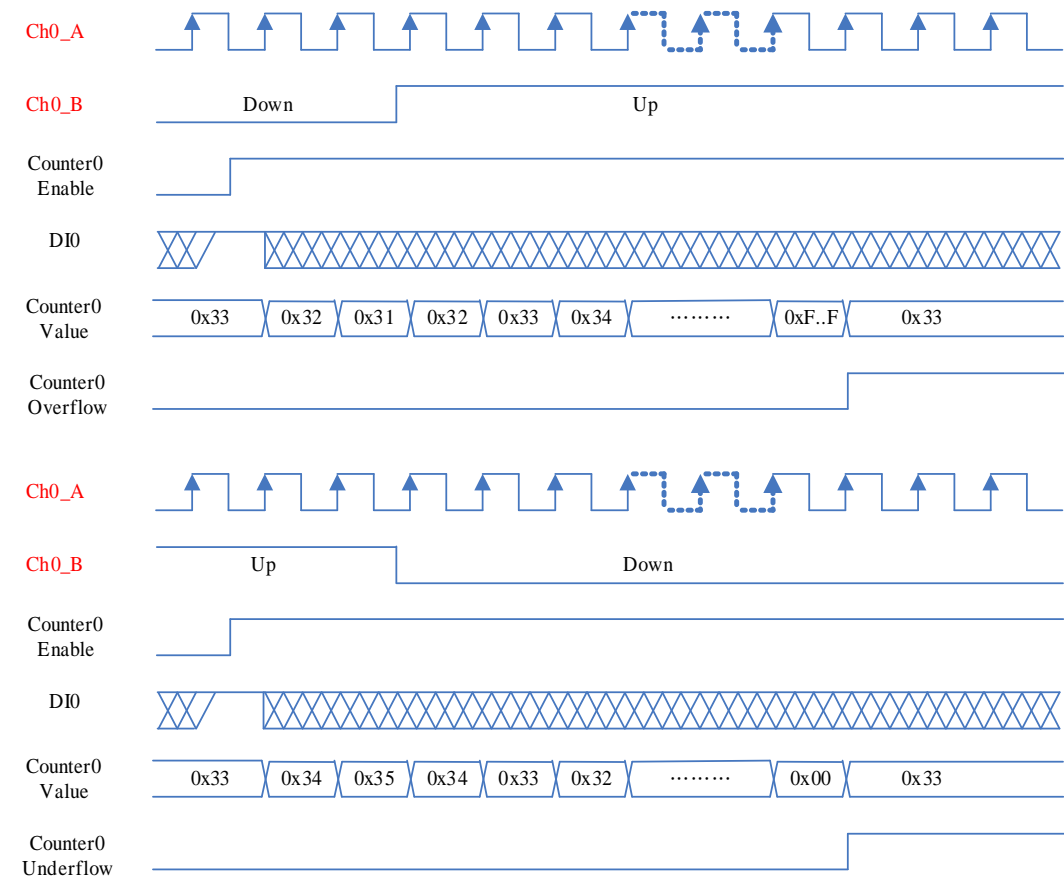 Ch0_A
Ch0_B
Down
Up
Counter0
Enable
DI0
Counter0
Value
0x33
0x32
0x31
0x32
0x33
0x34
………
0xF..F
0x33
Counter0
Overflow
Ch0_A
Ch0_B
Up
Down
Counter0
Enable
DI0
Counter0
Value
0x33
0x34
0x35
0x34
0x33
0x32
………
0x00
0x33
Counter0
Underflow